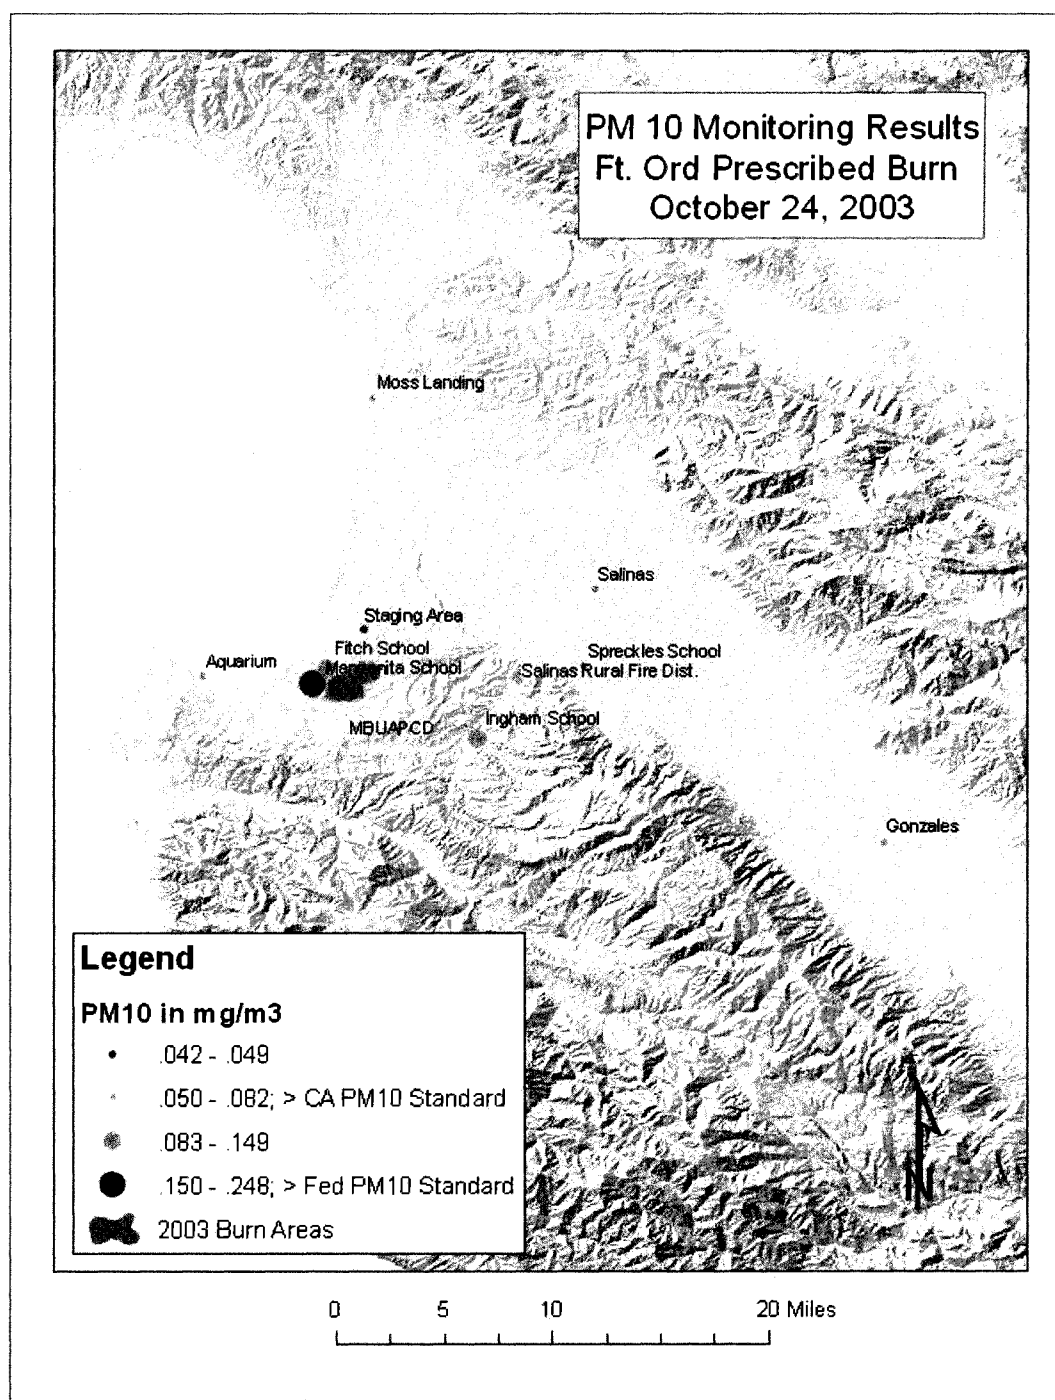 PM 10 Monitoring Results
Ft. Ord Prescribed Burn
October 24, 2003
Moss Landing
Salinas
Staging Area
Fitch School
Spreckles School
Aquarium
Manzanita School
Salinas Rural Fire Dist.
Ingham School
MBUAPCD
Gonzales
Legend
PM10 in mg/m3
.042 - .049
.050 - .082; > CA PM10 Standard
.083 - .149
.150 - .248; > Fed PM10 Standard
2003 Burn Areas
N
0 5 10 20 Miles